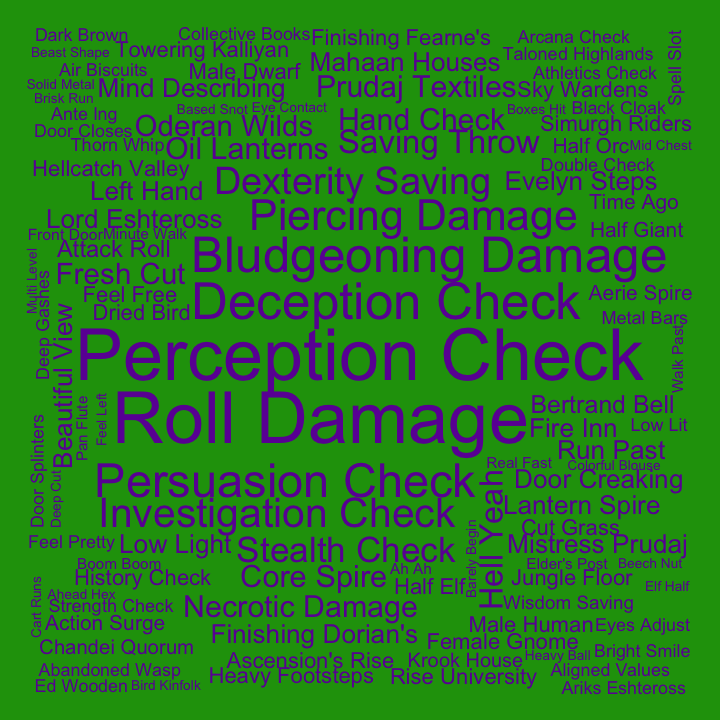 Dark Brown
Collective Books
Finishing Fearne's
Arcana Check
Spell Slot
Beast Shape
Towering Kalliyan
Mahaan Houses
Taloned Highlands
Air Biscuits
Male Dwarf
Athletics Check
Solid Metal
Mind Describing
Prudaj Textiles
Sky Wardens
Brisk Run
Based Snot
Eye Contact
Boxes Hit
Black Cloak
Ante Ing
Oderan Wilds
Hand Check
Simurgh Riders
Door Closes
Thorn Whip
Oil Lanterns
Saving Throw
Half Orc
Mid Chest
Hellcatch Valley
Double Check
Left Hand
Dexterity Saving
Evelyn Steps
Time Ago
Lord Eshteross
Piercing Damage
Half Giant
Front Door
Minute Walk
Attack Roll
Bludgeoning Damage
Multi Level
Fresh Cut
Deep Gashes
Feel Free
Deception Check
Aerie Spire
Dried Bird
Metal Bars
Beautiful View
Perception Check
Walk Past
Pan Flute
Feel Left
Roll Damage
Bertrand Bell
Door Splinters
Fire Inn
Low Lit
Run Past
Deep Cut
Persuasion Check
Real Fast
Colorful Blouse
Hell Yeah
Door Creaking
Investigation Check
Lantern Spire
Cut Grass
Feel Pretty
Low Light
Stealth Check
Barely Begin
Mistress Prudaj
Boom Boom
Elder's Post
Beech Nut
History Check
Core Spire
Ah Ah
Half Elf
Jungle Floor
Elf Half
Cart Runs
Ahead Hex
Strength Check
Necrotic Damage
Wisdom Saving
Action Surge
Finishing Dorian's
Male Human
Eyes Adjust
Chandei Quorum
Female Gnome
Ascension's Rise
Krook House
Heavy Ball
Bright Smile
Abandoned Wasp
Heavy Footsteps
Rise University
Aligned Values
Ed Wooden
Bird Kinfolk
Ariks Eshteross